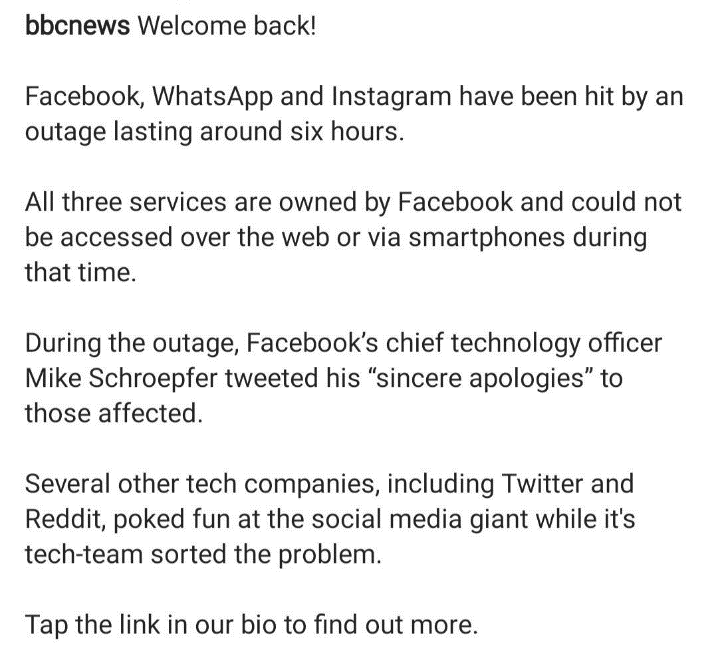 bbcnews Welcome back!
Facebook, WhatsApp and Instagram have been hit by an
outage lasting around six hours.
All three services are owned by Facebook and could not
be accessed over the web or via smartphones during
that time.
During the outage, Facebook’s chief technology officer
Mike Schroepfer tweeted his “sincere apologies” to
those affected.
Several other tech companies, including Twitter and
Reddit, poked fun at the social media giant while it's
tech-team sorted the problem.
Tap the link in our bio to find out more.